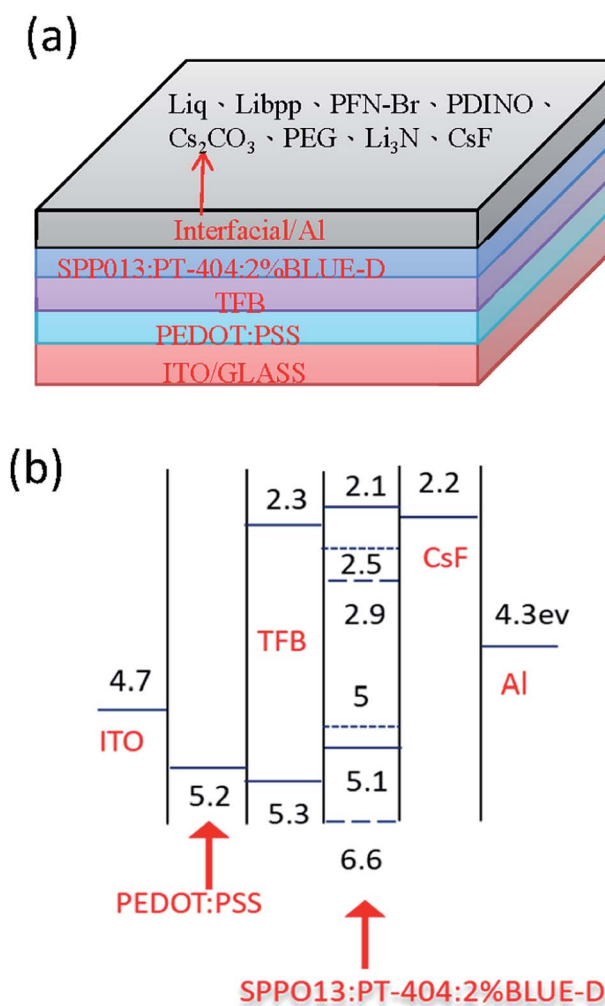 (a)
Liq、Libpp、PFN-Br、PDINO、
Cs₂CO₃、PEG、Li₃N、CsF
Interfacial/Al
SPP013:PT-404:2%BLUE-D
TFB
PEDOT:PSS
ITO/GLASS
(b)
2.3 2.1 2.2
2.5 CsF
2.9 4.3ev
TFB
4.7 5 Al
ITO
5.2 5.3 5.1
6.6
PEDOT:PSS
SPPO13:PT-404:2%BLUE-D